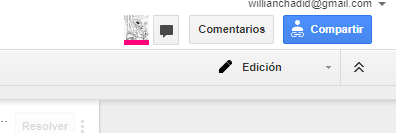 willianchadid@gmail.com
Comentarios Compartir
Edición
... Resolver